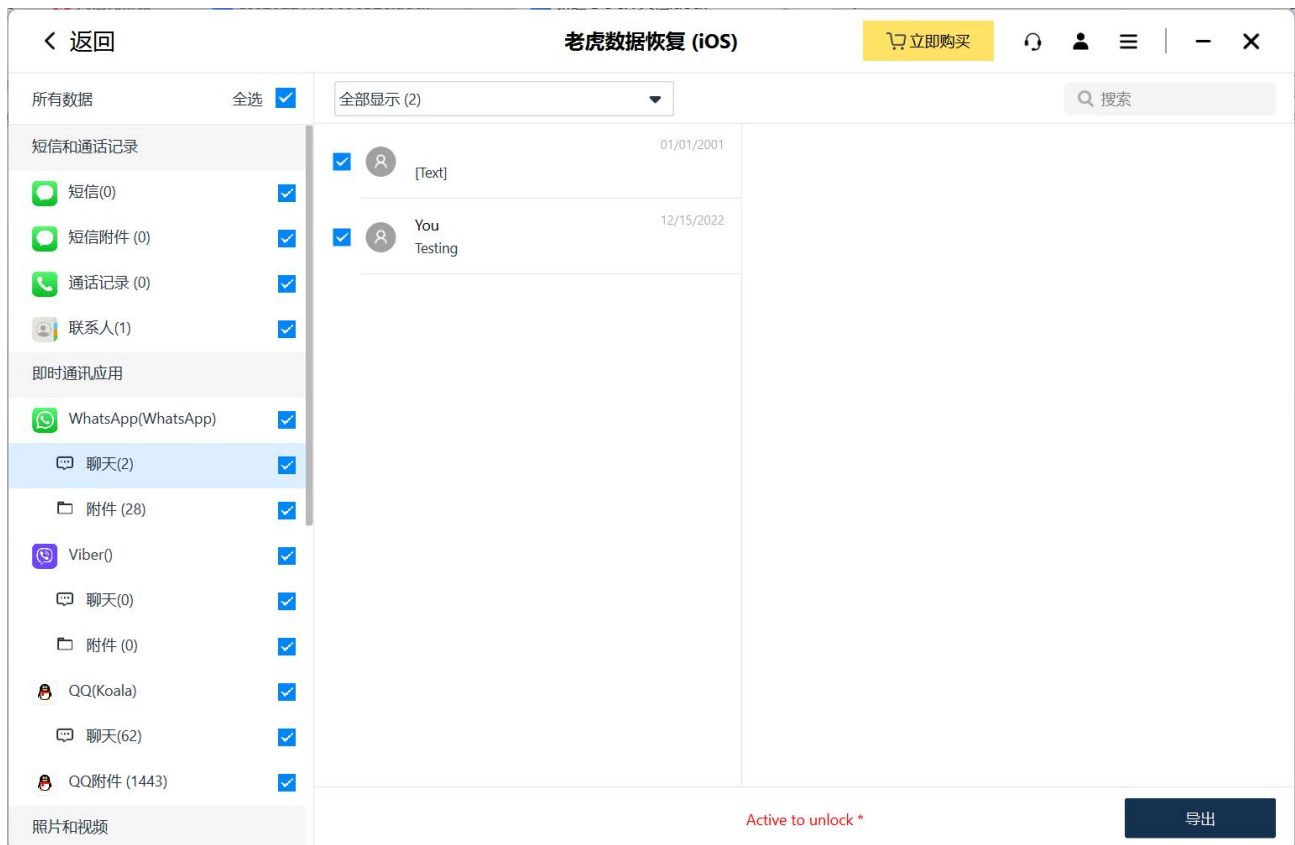 返回
老虎数据恢复 (iOS)
立即购买
所有数据 全选
全部显示 (2)
搜索
短信和通话记录
短信(0)
短信附件 (0)
通话记录 (0)
联系人(1)
即时通讯应用
WhatsApp(WhatsApp)
聊天(2)
附件 (28)
Viber()
聊天(0)
附件 (0)
QQ(Koala)
聊天(62)
QQ附件 (1443)
照片和视频
01/01/2001
[Text]
You
12/15/2022
Testing
Active to unlock *
导出